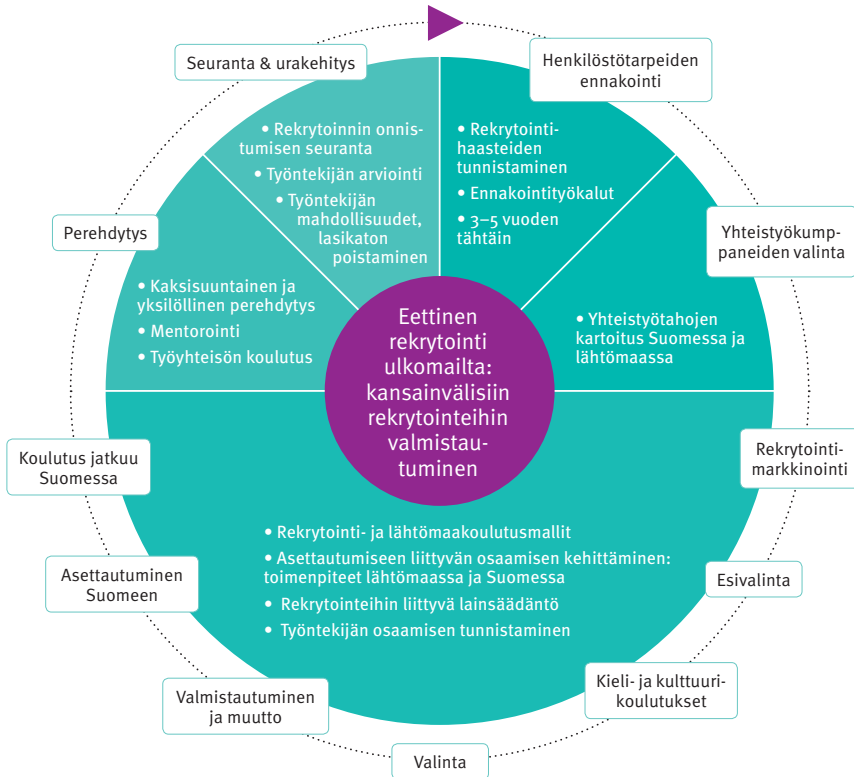 Seuranta & urakehitys
Henkilöstötarpeiden
ennakointi
• Rekrytoinnin onnis-
tumisen seuranta
• Työntekijän arviointi
• Työntekijän
mahdollisuudet,
lasikaton
poistaminen
• Rekrytointi-
haasteiden
tunnistaminen
• Ennakointityökalut
• 3–5 vuoden
tähtäin
Perehdytys
Yhteistyökump-
paneiden valinta
• Kaksisuuntainen ja
yksilöllinen perehdytys
• Mentorointi
• Työyhteisön koulutus
Eettinen
rekrytointi
ulkomailta:
kansainvälisiin
rekrytointeihin
valmistau-
tuminen
• Yhteistyötahojen
kartoitus Suomessa ja
lähtömaassa
Koulutus jatkuu
Suomessa
Rekrytointi-
markkinointi
• Rekrytointi- ja lähtömaakoulutusmallit
• Asettautumiseen liittyvän osaamisen kehittäminen:
toimenpiteet lähtömaassa ja Suomessa
• Rekrytointeihin liittyvä lainsäädäntö
• Työntekijän osaamisen tunnistaminen
Asettautuminen
Suomeen
Esivalinta
Valmistautuminen
ja muutto
Kieli- ja kulttuuri-
koulutukset
Valinta